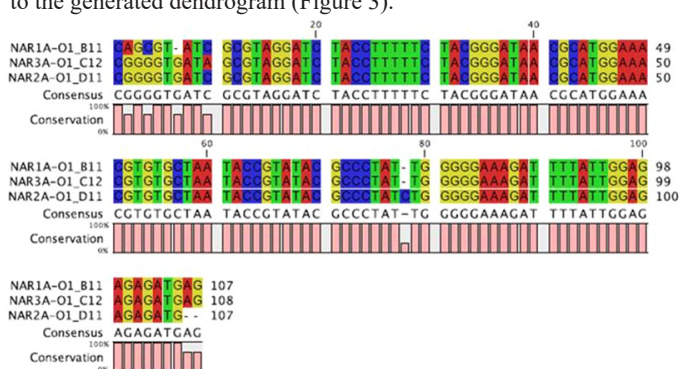 to the generated dendrogram (Figure 3).
20 40
NAR1A-O1_B11 CAGCGT-ATC GCGTAGGATC TACCTTTTTC TACGGGATAA CGCATGGAAA 49
NAR3A-O1_C12 CGGGGTGATA GCGTAGGATC TACCTTTTTC TACGGGATAA CGCATGGAAA 50
NAR2A-O1_D11 CGGGGTGATC GCGTAGGATC TACCTTTTTC TACGGGATAA CGCATGGAAA 50
Consensus CGGGGTGATC GCGTAGGATC TACCTTTTTC TACGGGATAA CGCATGGAAA
100%
Conservation
0%
60 80 100
NAR1A-O1_B11 CGTGTGCTAA TACCGTATAC GCCCTAT-TG GGGGAAAGAT TTTATTGGAG 98
NAR3A-O1_C12 CGTGTGCTAA TACCGTATAC GCCCTAT-TG GGGGAAAGAT TTTATTGGAG 99
NAR2A-O1_D11 CGTGTGCTAA TACCGTATAC GCCCTATCTG GGGGAAAGAT TTTATTGGAG 100
Consensus CGTGTGCTAA TACCGTATAC GCCCTAT-TG GGGGAAAGAT TTTATTGGAG
100%
Conservation
0%
NAR1A-O1_B11 AGAGATGAG 107
NAR3A-O1_C12 AGAGATGAG 108
NAR2A-O1_D11 AGAGATG-- 107
Consensus AGAGATGAG
100%
Conservation
0%